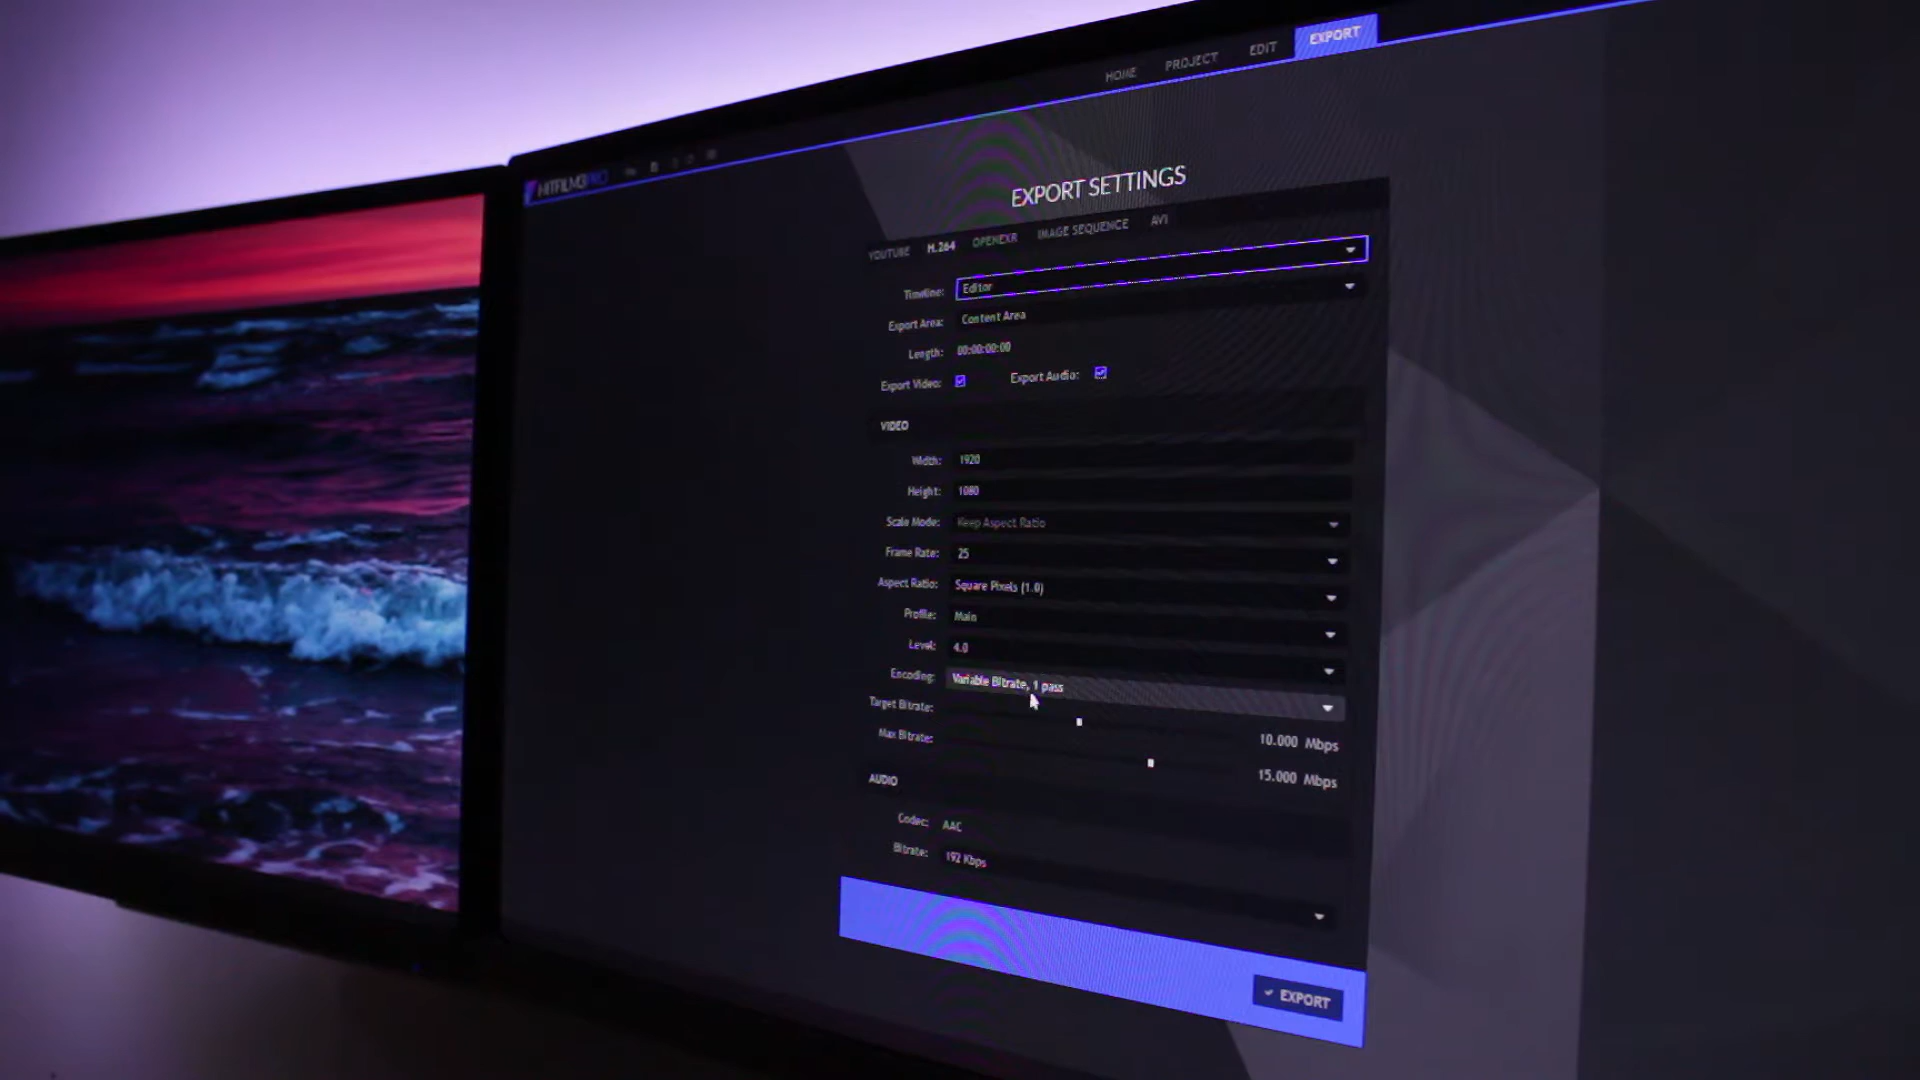 HOME PROJECT EDIT EXPORT
HITFILM3PRO
EXPORT SETTINGS
YOUTUBE H.264 OPENEXR IMAGE SEQUENCE AVI
Timeline: Editor
Export Area: Content Area
Length: 00:00:00:00
Export Video: Export Audio:
VIDEO
Width: 1920
Height: 1080
Scale Mode: Keep Aspect Ratio
Frame Rate: 25
Aspect Ratio: Square Pixels (1.0)
Profile: Main
Level: 4.0
Encoding: Variable Bitrate, 1 pass
Target Bitrate: 10.000 Mbps
Max Bitrate: 15.000 Mbps
AUDIO
Codec: AAC
Bitrate: 192 Kbps
EXPORT